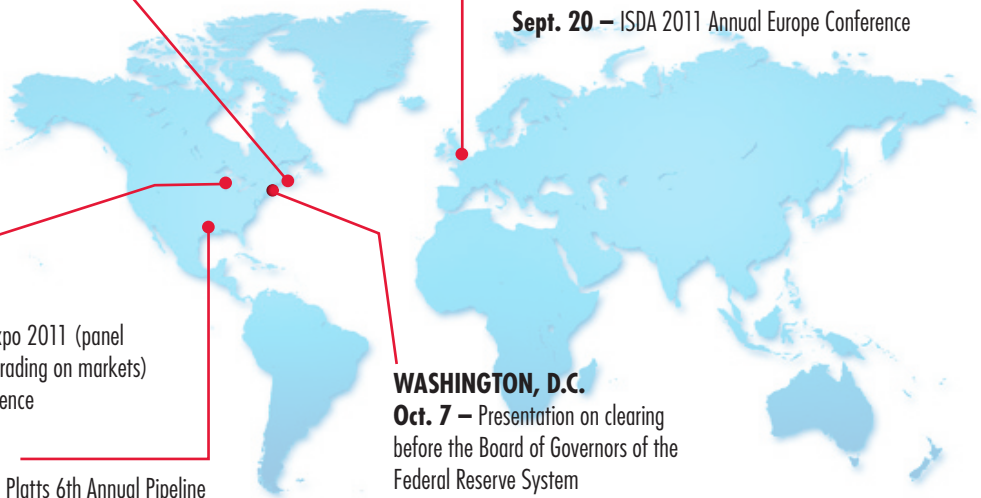 Sept. 20 – ISDA 2011 Annual Europe Conference
xpo 2011 (panel
rading on markets)
ence
WASHINGTON, D.C.
Oct. 7 – Presentation on clearing
before the Board of Governors of the
Federal Reserve System
Platts 6th Annual Pipeline